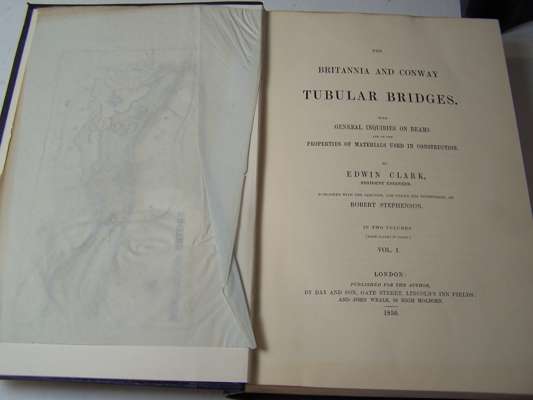 THE
BRITANNIA AND CONWAY
TUBULAR BRIDGES.
WITH
GENERAL INQUIRIES ON BEAMS
AND ON THE
PROPERTIES OF MATERIALS USED IN CONSTRUCTION.
BY
EDWIN CLARK,
RESIDENT ENGINEER.
PUBLISHED WITH THE SANCTION, AND UNDER THE SUPERVISION, OF
ROBERT STEPHENSON.
IN TWO VOLUMES
VOL. I.
LONDON:
PUBLISHED FOR THE AUTHOR,
BY DAY AND SON, GATE STREET, LINCOLN'S INN FIELDS;
AND JOHN WEALE, 59 HIGH HOLBORN.
1850.